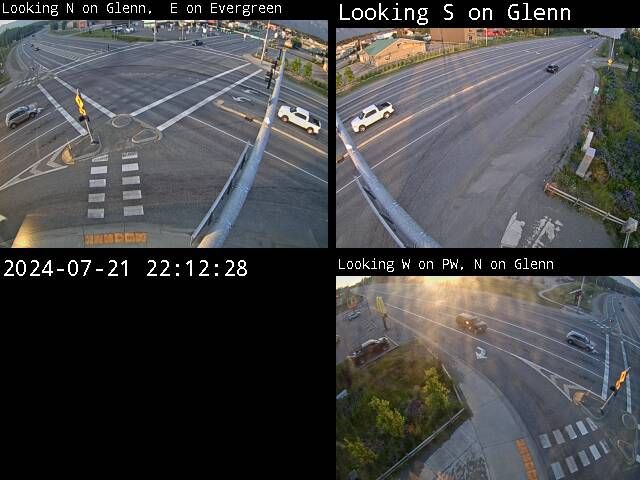 Looking N on Glenn,  E on Evergreen
Looking S on Glenn
2024-07-21 22:12:28
Looking W on PW, N on Glenn